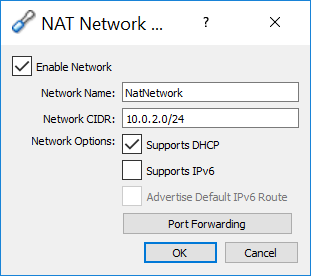 NAT Network ... ?
Enable Network
Network Name: NatNetwork
Network CIDR: 10.0.2.0/24
Network Options: Supports DHCP
Supports IPv6
Advertise Default IPv6 Route
Port Forwarding
OK Cancel